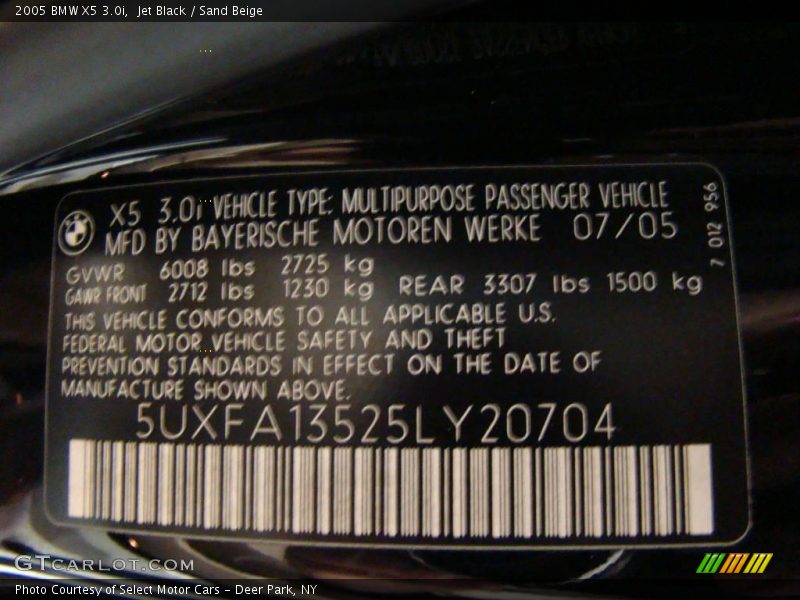 2005 BMW X5 3.0i, Jet Black / Sand Beige
X5 3.0i VEHICLE TYPE: MULTIPURPOSE PASSENGER VEHICLE
MFD BY BAYERISCHE MOTOREN WERKE 07/05
7 012 956
GVWR 6008 lbs 2725 kg
GAWR FRONT 2712 lbs 1230 kg REAR 3307 lbs 1500 kg
THIS VEHICLE CONFORMS TO ALL APPLICABLE U.S.
FEDERAL MOTOR VEHICLE SAFETY AND THEFT
PREVENTION STANDARDS IN EFFECT ON THE DATE OF
MANUFACTURE SHOWN ABOVE.
5UXFA13525LY20704
GTCARLOT.COM
Photo Courtesy of Select Motor Cars - Deer Park, NY